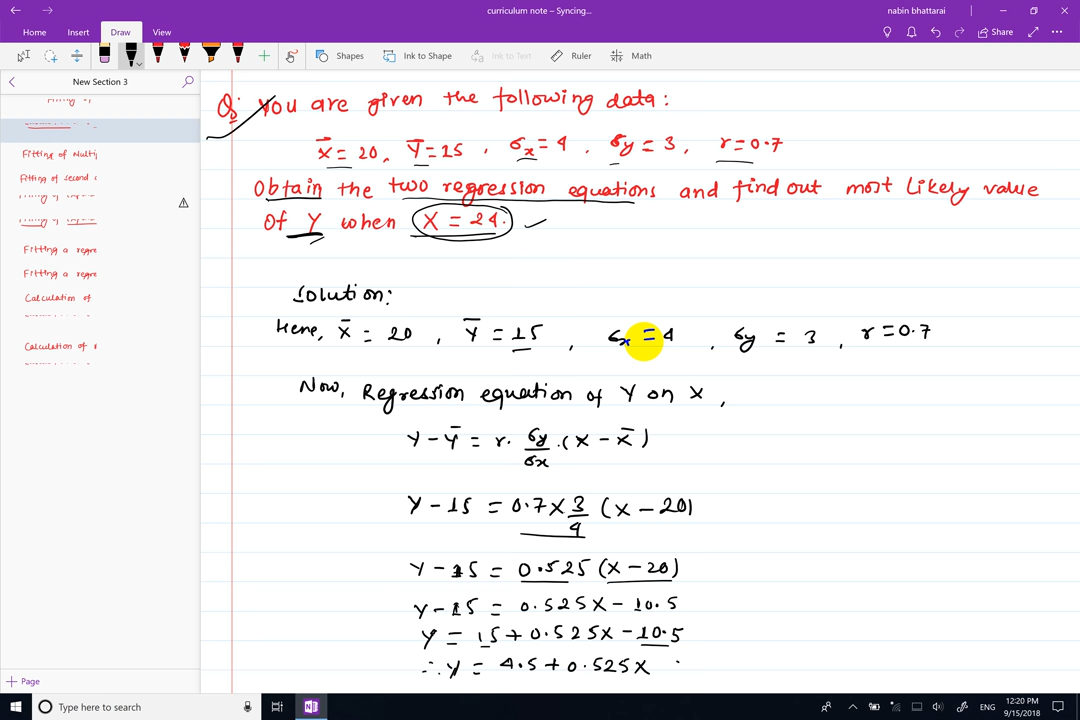 curriculum note – Syncing...
nabin bhattarai
Home Insert Draw View
Share
Shapes Ink to Shape Ink to Text Ruler Math
New Section 3
Fitting of Multip
Fitting of second o
Fitting a regre
Fitting a regre
Calculation of
Calculation of
Page
Q: You are given the following data:
X̄ = 20, Ȳ = 15, σx = 4, σy = 3, r = 0.7
Obtain the two regression equations and find out most likely value
of Y when X = 24.
Solution:
Here, X̄ = 20, Ȳ = 15, σx = 4, σy = 3, r = 0.7
Now, Regression equation of Y on X,
Y - Ȳ = r. σy/σx .(X - X̄)
Y - 15 = 0.7 × 3/4 (X - 20)
Y - 15 = 0.525 (X - 20)
Y - 15 = 0.525X - 10.5
Y = 15 + 0.525X - 10.5
∴ Y = 4.5 + 0.525X
Type here to search
ENG
12:20 PM
9/15/2018